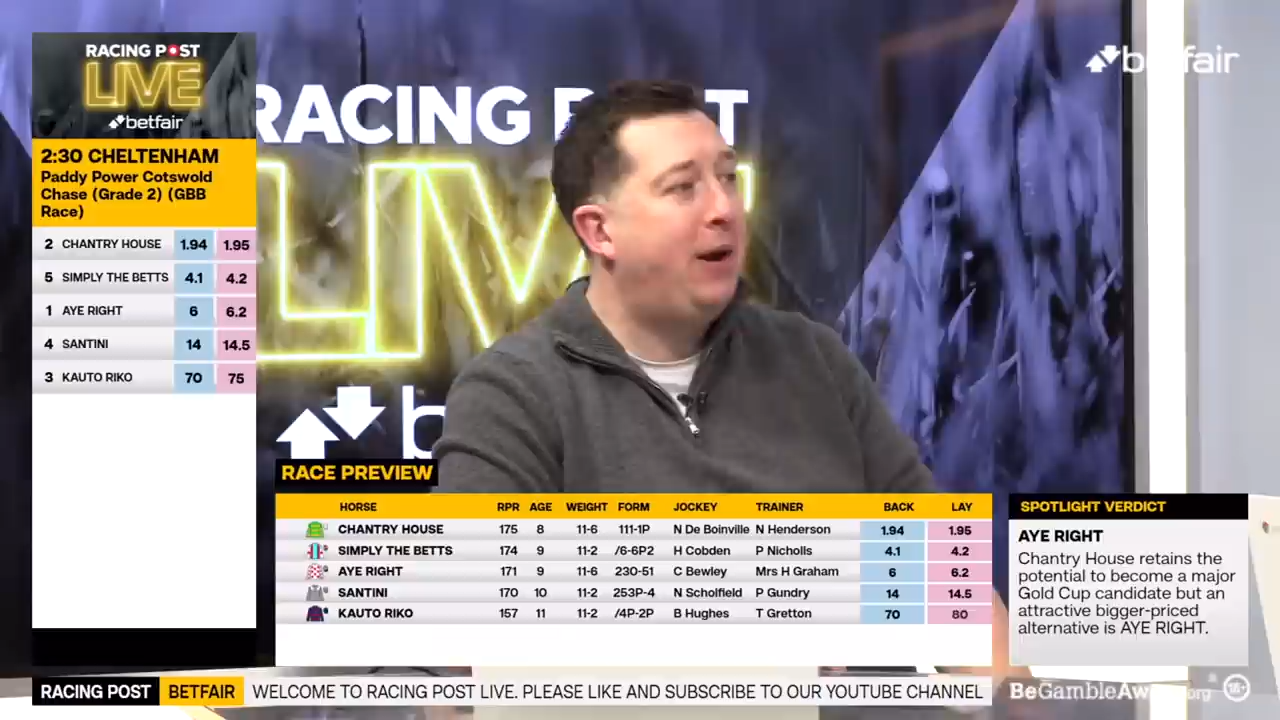 RACING POST
LIVE
betfair
2:30 CHELTENHAM
Paddy Power Cotswold
Chase (Grade 2) (GBB
Race)
2 CHANTRY HOUSE 1.94 1.95
5 SIMPLY THE BETTS 4.1 4.2
1 AYE RIGHT 6 6.2
4 SANTINI 14 14.5
3 KAUTO RIKO 70 75
betfair
RACING P T
LIV
b
RACE PREVIEW
HORSE RPR AGE WEIGHT FORM JOCKEY TRAINER BACK LAY
CHANTRY HOUSE 175 8 11-6 111-1P N De Boinville N Henderson 1.94 1.95
SIMPLY THE BETTS 174 9 11-2 /6-6P2 H Cobden P Nicholls 4.1 4.2
AYE RIGHT 171 9 11-6 230-51 C Bewley Mrs H Graham 6 6.2
SANTINI 170 10 11-2 253P-4 N Scholfield P Gundry 14 14.5
KAUTO RIKO 157 11 11-2 /4P-2P B Hughes T Gretton 70 80
SPOTLIGHT VERDICT
AYE RIGHT
Chantry House retains the
potential to become a major
Gold Cup candidate but an
attractive bigger-priced
alternative is AYE RIGHT.
RACING POST BETFAIR WELCOME TO RACING POST LIVE. PLEASE LIKE AND SUBSCRIBE TO OUR YOUTUBE CHANNEL
BeGambleAware.org 18+